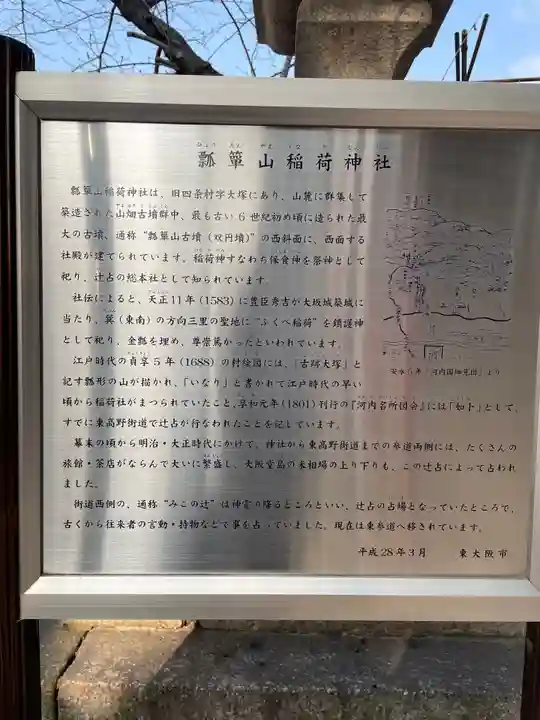 瓢簞山稲荷神社
瓢簞山稲荷神社は、旧四条村字大塚にあり、山麓に群集して
築造された山畑古墳群中、最も古い6世紀初め頃に造られた最
大の古墳、通称“瓢簞山古墳(双円墳)”の西斜面に、西面する
社殿が建てられています。稲荷神すなわち保食神を祭神として
祀り、辻占の総本社として知られています。
社伝によると、天正11年(1583)に豊臣秀吉が大坂城築城に
当たり、巽(東南)の方向三里の聖地に“ふくべ稲荷”を鎮護神
として祀り、金瓢を埋め、尊崇篤かったといわれています。
江戸時代の貞享5年(1688)の村絵図には、「古跡大塚」と
記す瓢形の山が描かれ、「いなり」と書かれて江戸時代の早い
頃から稲荷社がまつられていたこと、享和元年(1801)刊行の『河内名所図会』には「如ト」として、
すでに東高野街道で辻占が行なわれたことを記しています。
幕末の頃から明治・大正時代にかけて、神社から東高野街道までの参道両側には、たくさんの
旅館・茶店がならんで大いに繁盛し、大阪堂島の米相場の上り下りも、この辻占によって占われ
ました。
街道西側の、通称“みこの辻”は神霊の降るところといい、辻占の占場となっていたところで、
古くから往来者の言動・持物などで事を占っていました。現在は東参道へ移されています。
平成28年3月 東大阪市